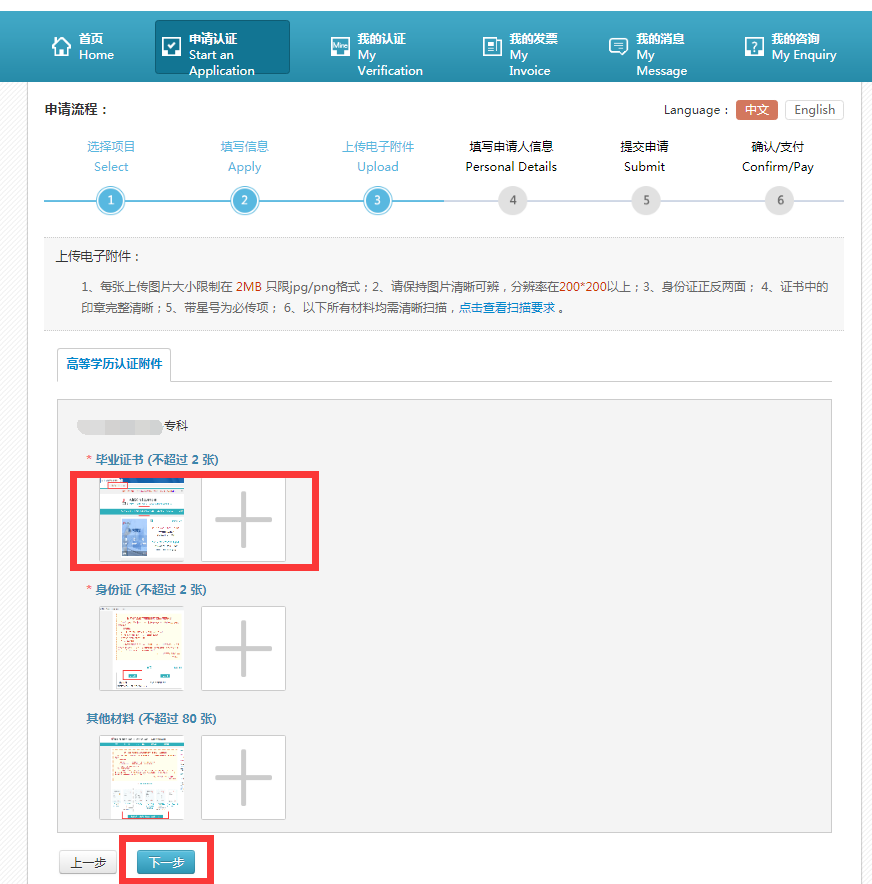 首页
Home
申请认证
Start an
Application
我的认证
My
Verification
我的发票
My
Invoice
我的消息
My
Message
我的咨询
My Enquiry
申请流程：
Language： 中文 English
选择项目
Select
填写信息
Apply
上传电子附件
Upload
填写申请人信息
Personal Details
提交申请
Submit
确认/支付
Confirm/Pay
1 2 3 4 5 6
上传电子附件：
1、每张上传图片大小限制在 2MB 只限jpg/png格式；2、请保持图片清晰可辨，分辨率在200*200以上；3、身份证正反两面； 4、证书中的
印章完整清晰；5、带星号为必传项； 6、以下所有材料均需清晰扫描，点击查看扫描要求 。
高等学历认证附件
专科
* 毕业证书 (不超过 2 张)
* 身份证 (不超过 2 张)
其他材料 (不超过 80 张)
上一步 下一步